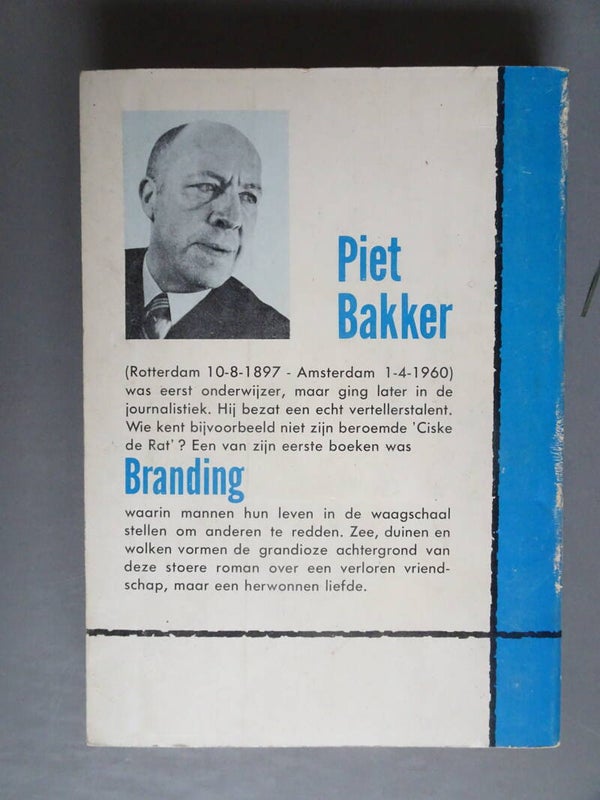 Piet
Bakker
(Rotterdam 10-8-1897 - Amsterdam 1-4-1960)
was eerst onderwijzer, maar ging later in de
journalistiek. Hij bezat een echt vertellerstalent.
Wie kent bijvoorbeeld niet zijn beroemde 'Ciske
de Rat' ? Een van zijn eerste boeken was
Branding
waarin mannen hun leven in de waagschaal
stellen om anderen te redden. Zee, duinen en
wolken vormen de grandioze achtergrond van
deze stoere roman over een verloren vriend-
schap, maar een herwonnen liefde.